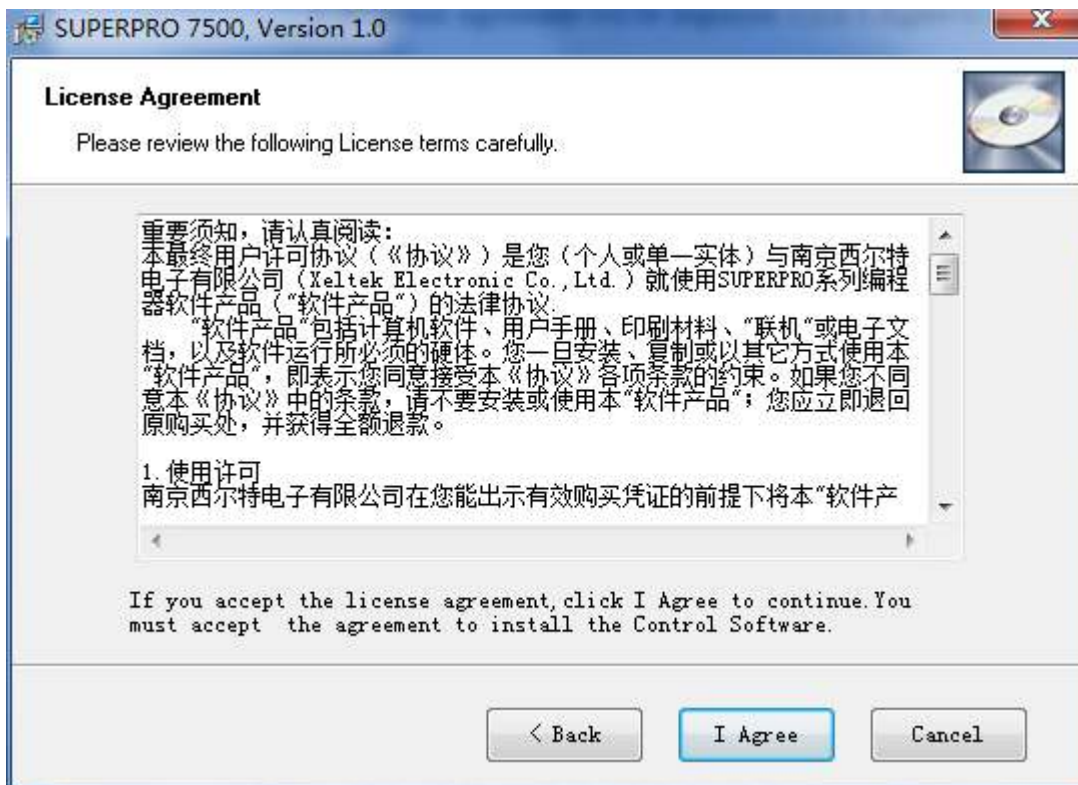 SUPERPRO 7500, Version 1.0
License Agreement
Please review the following License terms carefully.
重要须知，请认真阅读：
本最终用户许可协议（《协议》）是您（个人或单一实体）与南京西尔特
电子有限公司（Xeltek Electronic Co.,Ltd.）就使用SUPERPRO系列编程
器软件产品（"软件产品"）的法律协议.
"软件产品"包括计算机软件、用户手册、印刷材料、"联机"或电子文
档，以及软件运行所必须的硬体。您一旦安装、复制或以其它方式使用本
"软件产品"，即表示您同意接受本《协议》各项条款的约束。如果您不同
意本《协议》中的条款，请不要安装或使用本"软件产品"；您应立即退回
原购买处，并获得全额退款。
1.使用许可
南京西尔特电子有限公司在您能出示有效购买凭证的前提下将本"软件产
If you accept the license agreement,click I Agree to continue.You
must accept  the agreement to install the Control Software.
< Back
I Agree
Cancel